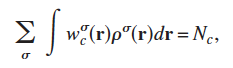 ∑_σ ∫ w_c^σ(r)ρ^σ(r)dr = N_c,